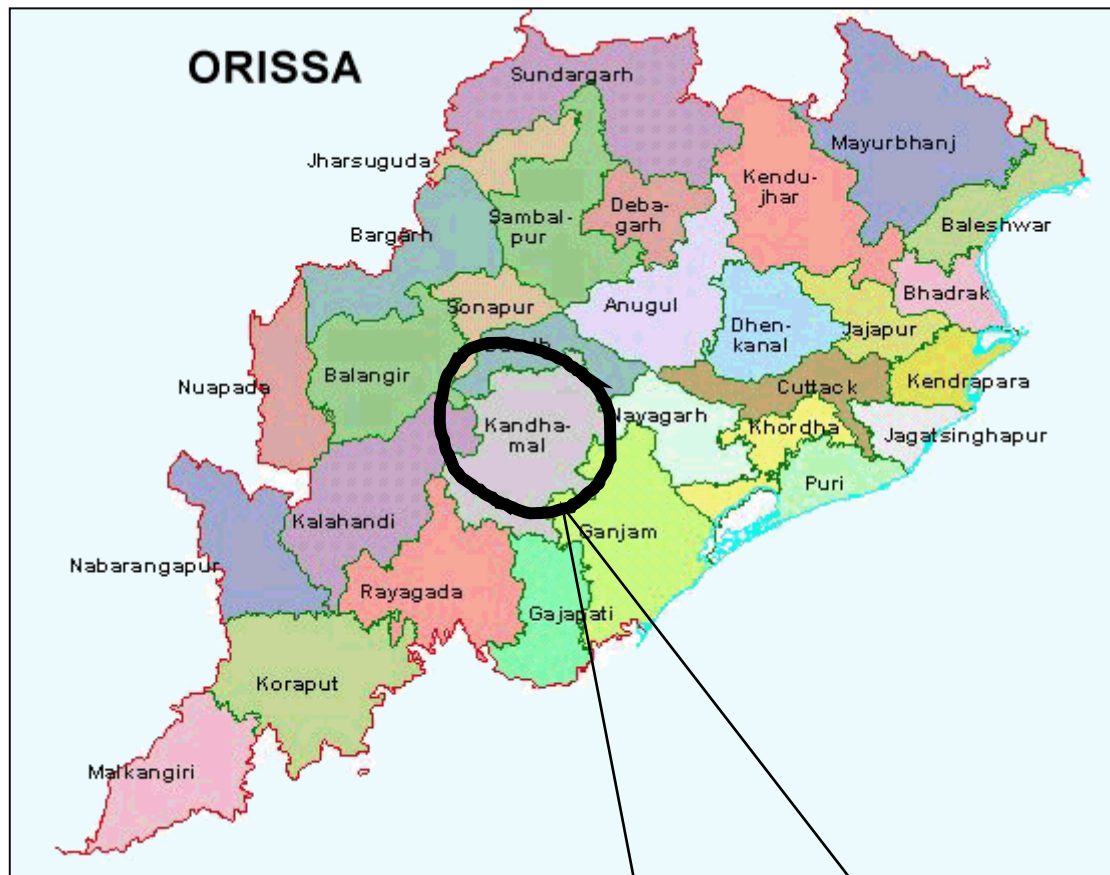 ORISSA
Sundargarh
Mayurbhanj
Jharsuguda
Kendu-
jhar
Deba-
garh
Sambal-
pur
Baleshwar
Bargarh
Bhadrak
Sonapur
Anugul
Dhen-
kanal
Jajapur
Balangir
Nuapada
Cuttack
Kendrapara
Kandha-
mal
Nayagarh
Khordha
Jagatsinghapur
Puri
Kalahandi
Ganjam
Nabarangapur
Rayagada
Gajapati
Koraput
Malkangiri